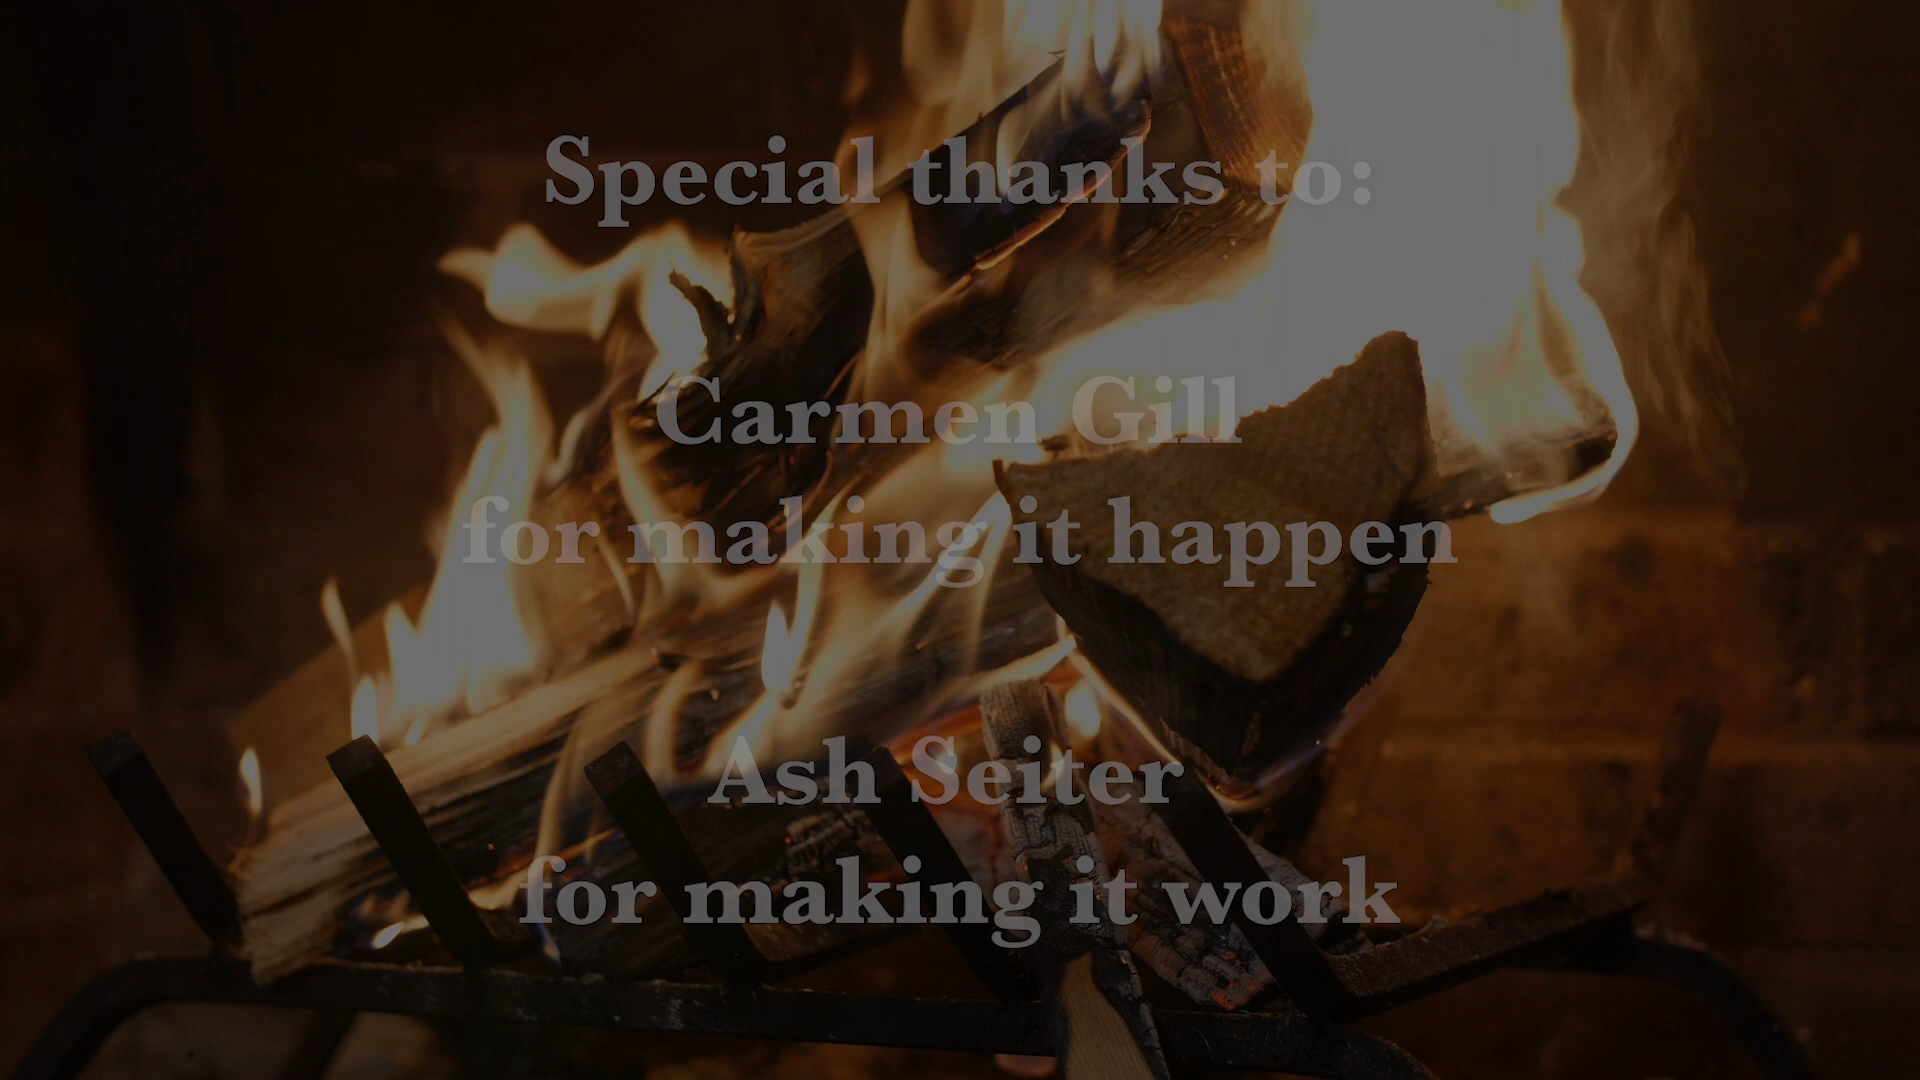 Special thanks to:
Carmen Gill
for making it happen
Ash Seiter
for making it work